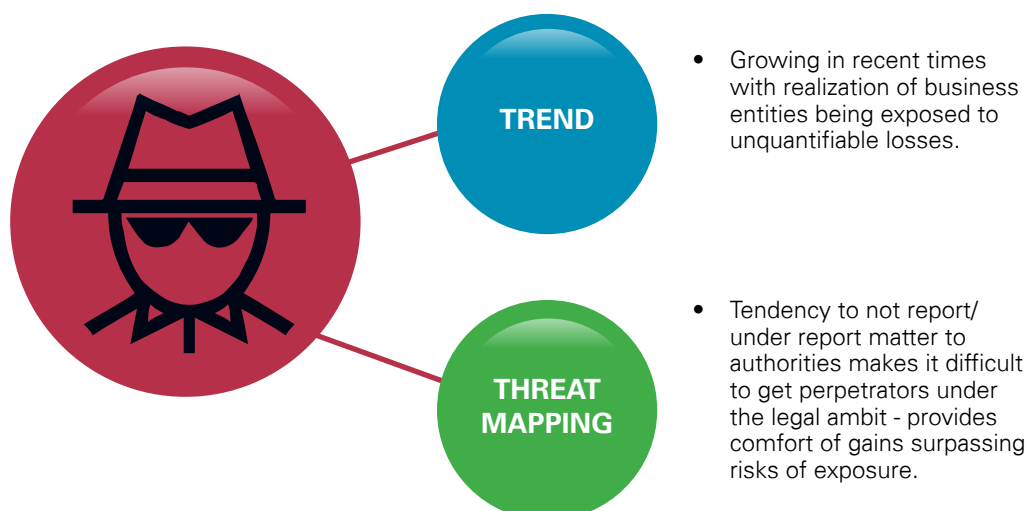 TREND
• Growing in recent times
with realization of business
entities being exposed to
unquantifiable losses.
THREAT
MAPPING
• Tendency to not report/
under report matter to
authorities makes it difficult
to get perpetrators under
the legal ambit - provides
comfort of gains surpassing
risks of exposure.